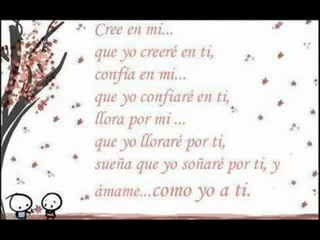 Cree en mi...
que yo creeré en ti,
confía en mi...
que yo confiaré en ti,
llora por mi ...
que yo lloraré por ti,
sueña que yo soñaré por ti, y
ámame...como yo a ti.